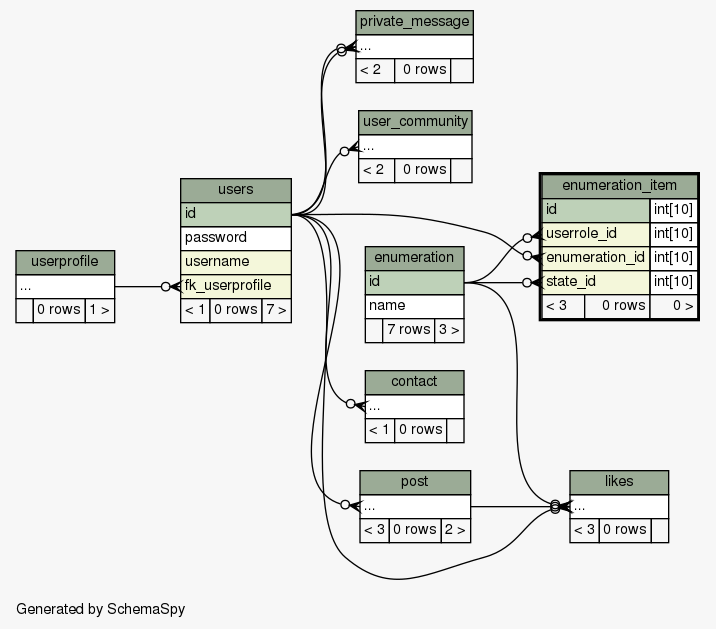 private_message
...
< 2 0 rows
user_community
...
< 2 0 rows
users
id
password
username
fk_userprofile
< 1 0 rows 7 >
userprofile
...
0 rows 1 >
enumeration_item
id int[10]
userrole_id int[10]
enumeration_id int[10]
state_id int[10]
< 3 0 rows 0 >
enumeration
id
name
7 rows 3 >
contact
...
< 1 0 rows
post
...
< 3 0 rows 2 >
likes
...
< 3 0 rows
Generated by SchemaSpy